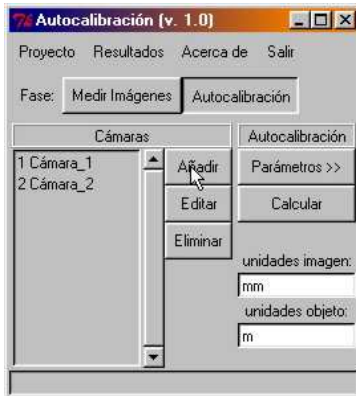 Autocalibración (v. 1.0)
Proyecto Resultados Acerca de Salir
Fase: Medir Imágenes Autocalibración
Cámaras Autocalibración
1 Cámara_1
2 Cámara_2
Añadir
Editar
Eliminar
Parámetros >>
Calcular
unidades imagen:
mm
unidades objeto:
m